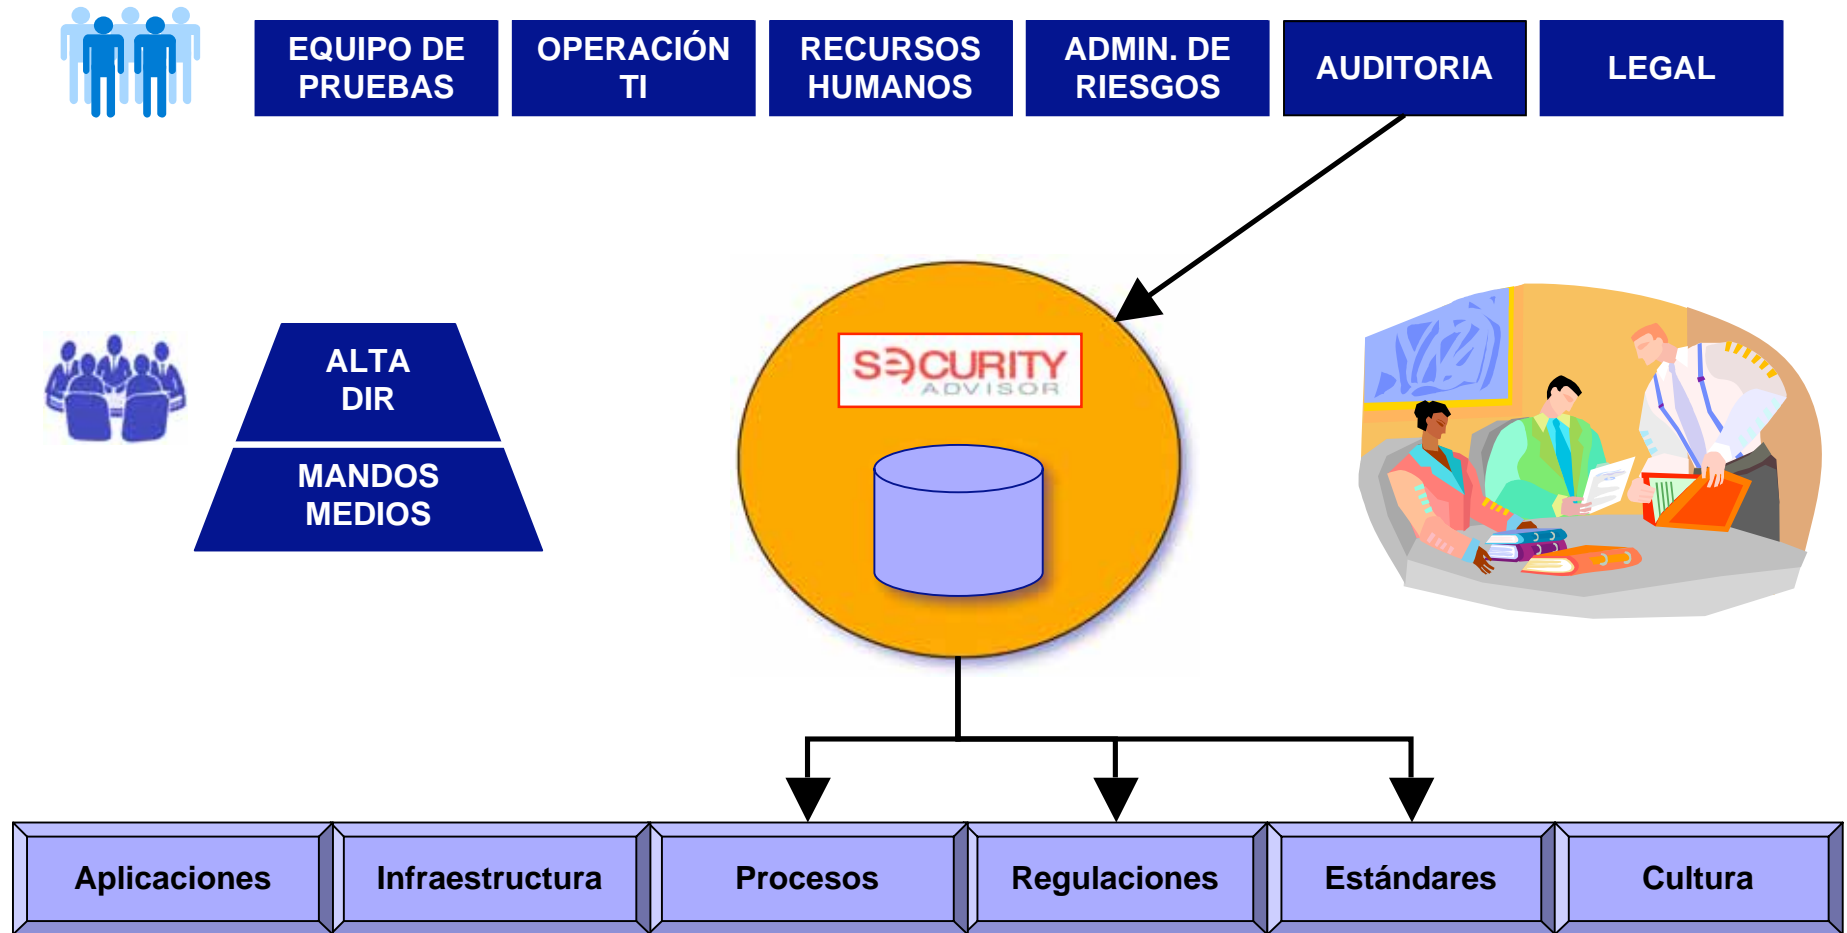 EQUIPO DE
PRUEBAS
OPERACIÓN
TI
RECURSOS
HUMANOS
ADMIN. DE
RIESGOS
AUDITORIA
LEGAL
ALTA
DIR
MANDOS
MEDIOS
SECURITY
ADVISOR
Aplicaciones
Infraestructura
Procesos
Regulaciones
Estándares
Cultura